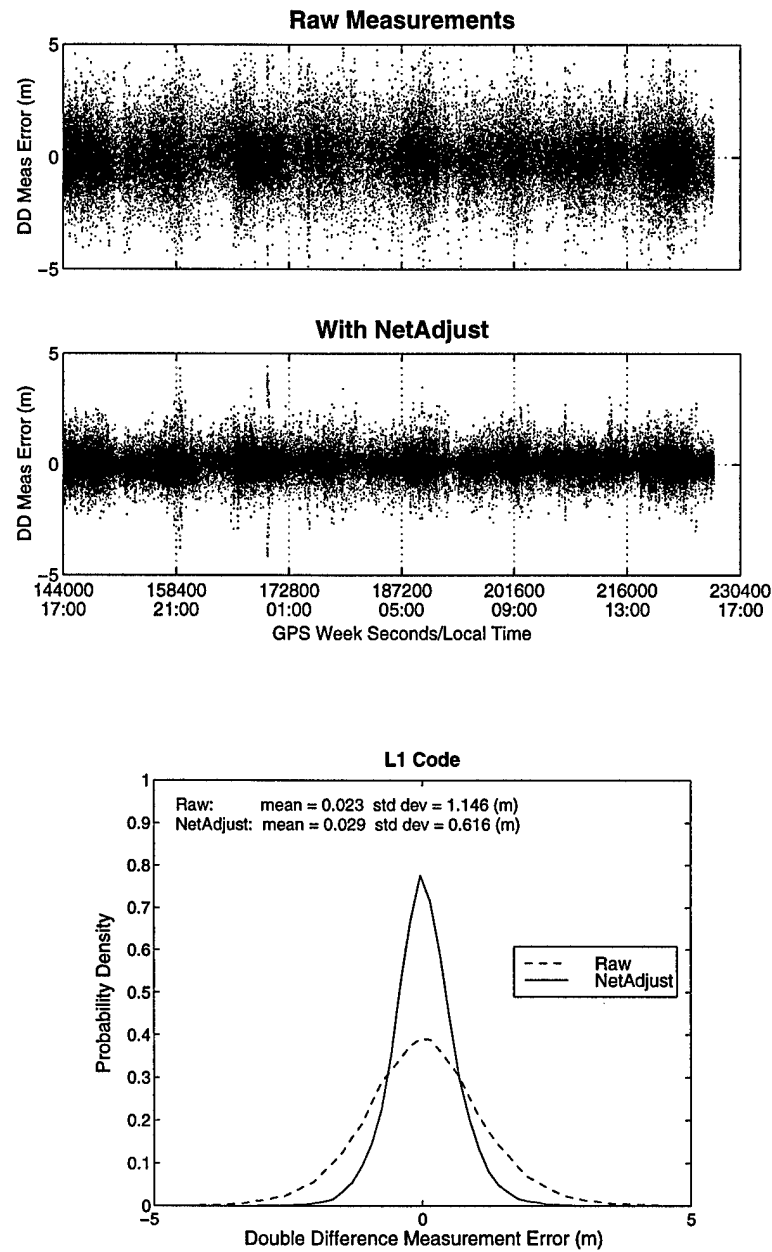 Raw Measurements
5
0
−5
DD Meas Error (m)
With NetAdjust
5
0
−5
DD Meas Error (m)
144000 158400 172800 187200 201600 216000 230400
17:00 21:00 01:00 05:00 09:00 13:00 17:00
GPS Week Seconds/Local Time
L1 Code
1
0.9
0.8
0.7
0.6
0.5
0.4
0.3
0.2
0.1
0
Probability Density
Raw: mean = 0.023 std dev = 1.146 (m)
NetAdjust: mean = 0.029 std dev = 0.616 (m)
Raw
NetAdjust
−5 0 5
Double Difference Measurement Error (m)